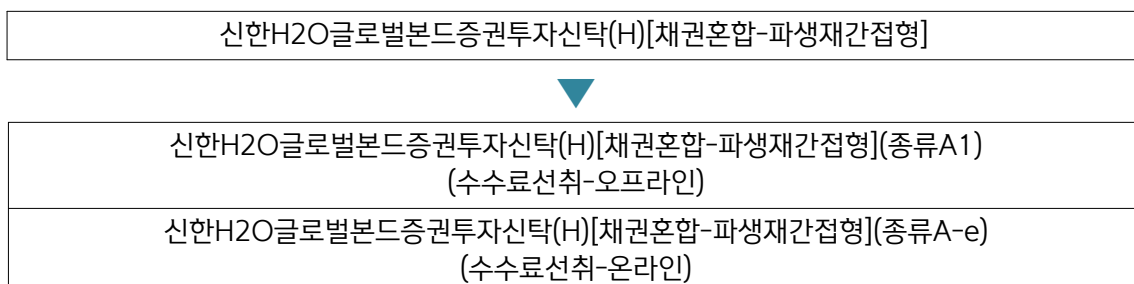 신한H2O글로벌본드증권투자신탁(H)[채권혼합-파생재간접형]
신한H2O글로벌본드증권투자신탁(H)[채권혼합-파생재간접형](종류A1)
(수수료선취-오프라인)
신한H2O글로벌본드증권투자신탁(H)[채권혼합-파생재간접형](종류A-e)
(수수료선취-온라인)